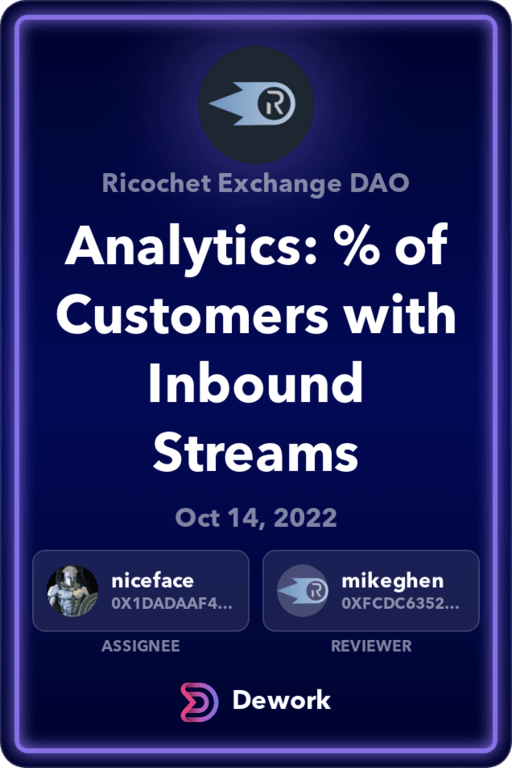 R
Ricochet Exchange DAO
Analytics: % of
Customers with
Inbound
Streams
Oct 14, 2022
niceface
0X1DADAAF4...
ASSIGNEE
R
mikeghen
0XFCDC6352...
REVIEWER
Dework